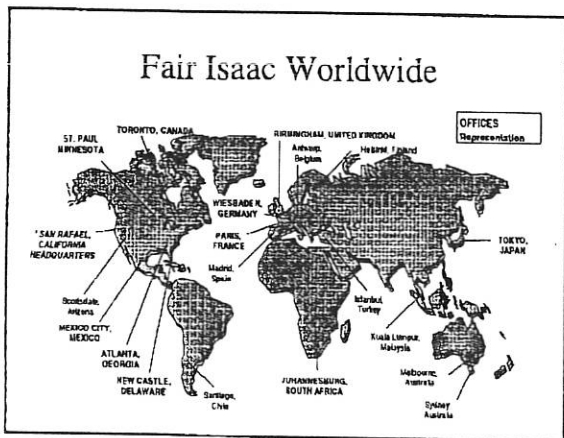 Fair Isaac Worldwide
OFFICES
Representation
ST. PAUL
MINNESOTA
TORONTO, CANADA
BIRMINGHAM, UNITED KINGDOM
Antwerp,
Belgium
Helsinki, Finland
WIESBADEN,
GERMANY
PARIS,
FRANCE
* SAN RAFAEL,
CALIFORNIA
HEADQUARTERS
Madrid,
Spain
TOKYO,
JAPAN
Scottsdale,
Arizona
MEXICO CITY,
MEXICO
ATLANTA,
GEORGIA
NEW CASTLE,
DELAWARE
Santiago,
Chile
JOHANNESBURG,
SOUTH AFRICA
Istanbul,
Turkey
Kuala Lumpur,
Malaysia
Melbourne,
Australia
Sydney
Australia